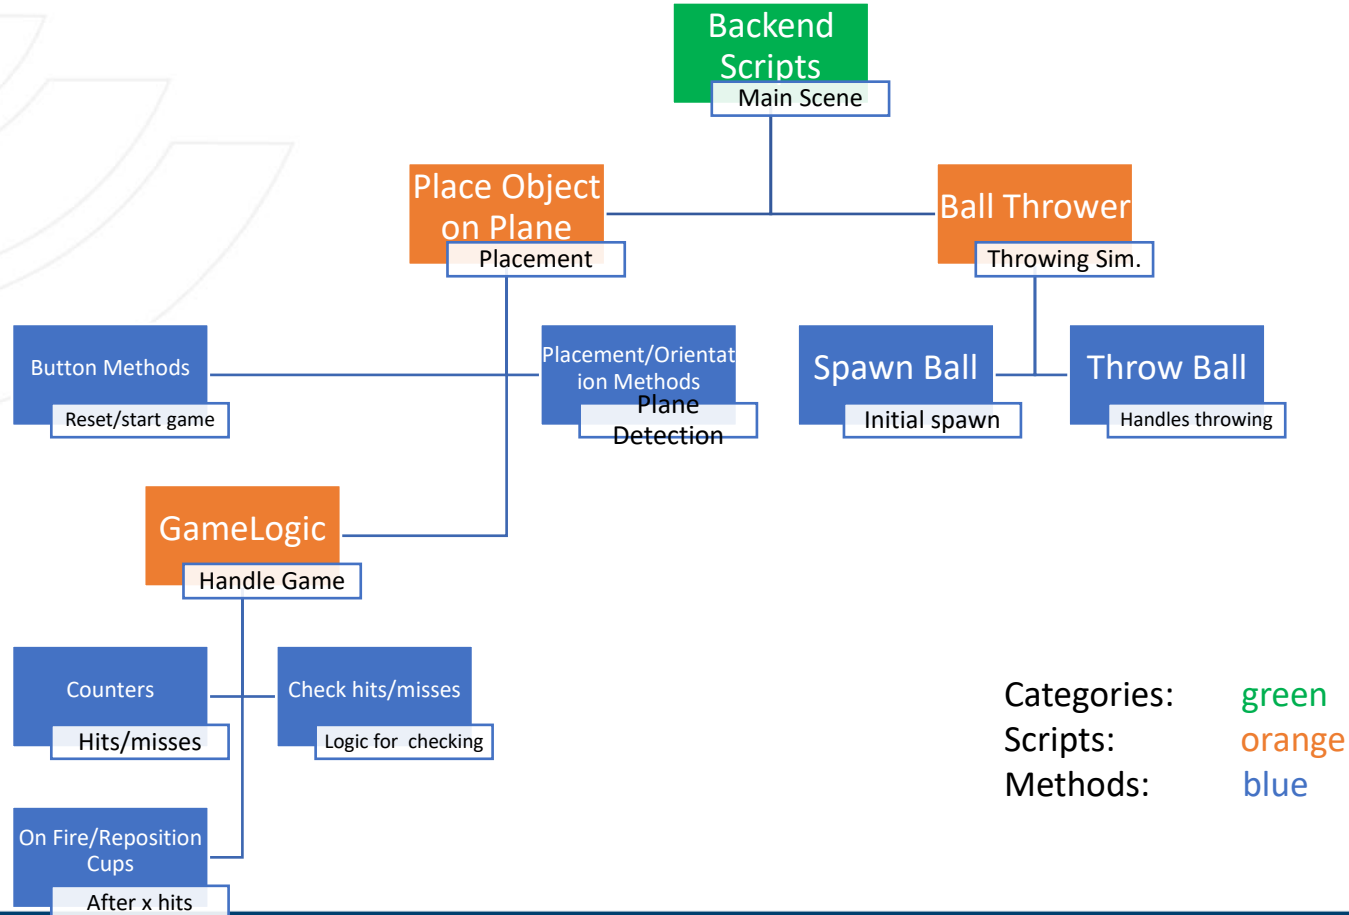 Backend
Scripts
Main Scene
Place Object
on Plane
Placement
Ball Thrower
Throwing Sim.
Button Methods
Reset/start game
Placement/Orientat
ion Methods
Plane
Detection
Spawn Ball
Initial spawn
Throw Ball
Handles throwing
GameLogic
Handle Game
Counters
Hits/misses
Check hits/misses
Logic for checking
On Fire/Reposition
Cups
After x hits
Categories: green
Scripts: orange
Methods: blue